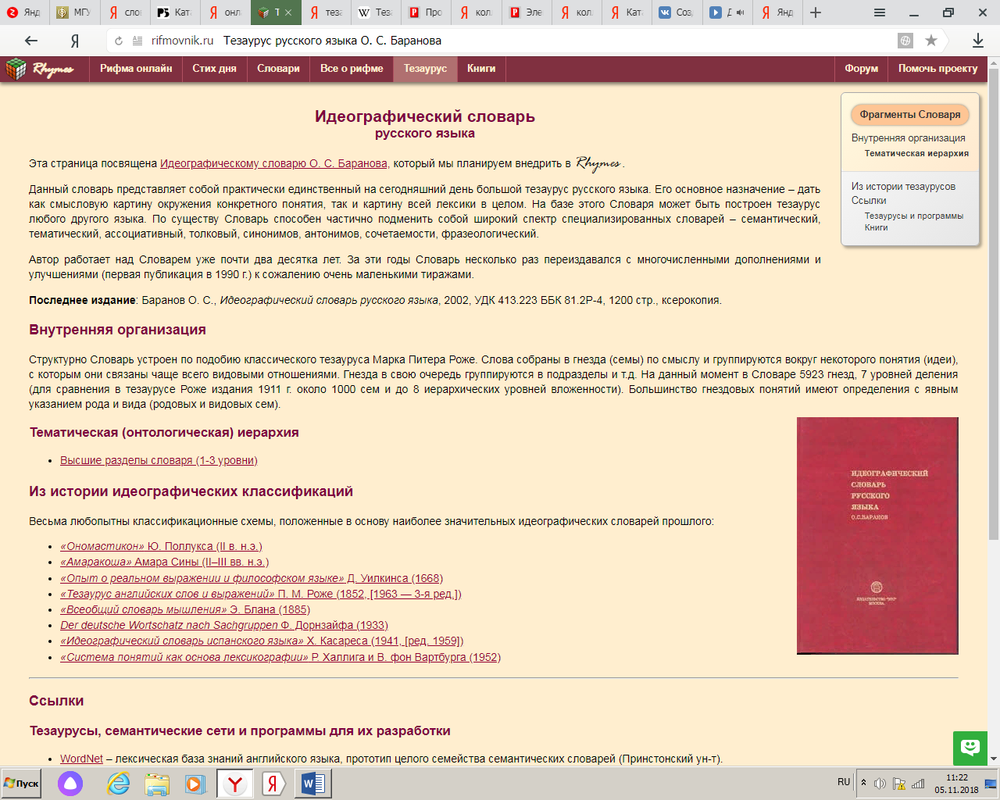 Янд
МГУ
сло
Кат
онл
Т
теза
Теза
Про
кол
Эле
кол
Ката
Созд
Д
Янд
rifmovnik.ru Тезаурус русского языка О. С. Баранова
Rhymes Рифма онлайн Стих дня Словари Все о рифме Тезаурус Книги Форум Помочь проекту
Идеографический словарь
русского языка
Эта страница посвящена Идеографическому словарю О. С. Баранова, который мы планируем внедрить в Rhymes.
Данный словарь представляет собой практически единственный на сегодняшний день большой тезаурус русского языка. Его основное назначение – дать
как смысловую картину окружения конкретного понятия, так и картину всей лексики в целом. На базе этого Словаря может быть построен тезаурус
любого другого языка. По существу Словарь способен частично подменить собой широкий спектр специализированных словарей – семантический,
тематический, ассоциативный, толковый, синонимов, антонимов, сочетаемости, фразеологический.
Автор работает над Словарем уже почти два десятка лет. За эти годы Словарь несколько раз переиздавался с многочисленными дополнениями и
улучшениями (первая публикация в 1990 г.) к сожалению очень маленькими тиражами.
Последнее издание: Баранов О. С., Идеографический словарь русского языка, 2002, УДК 413.223 ББК 81.2Р-4, 1200 стр., ксерокопия.
Фрагменты Словаря
Внутренняя организация
Тематическая иерархия
Из истории тезаурусов
Ссылки
Тезаурусы и программы
Книги
Внутренняя организация
Структурно Словарь устроен по подобию классического тезауруса Марка Питера Роже. Слова собраны в гнезда (семы) по смыслу и группируются вокруг некоторого понятия (идеи),
с которым они связаны чаще всего видовыми отношениями. Гнезда в свою очередь группируются в подразделы и т.д. На данный момент в Словаре 5923 гнезд, 7 уровней деления
(для сравнения в тезаурусе Роже издания 1911 г. около 1000 сем и до 8 иерархических уровней вложенности). Большинство гнездовых понятий имеют определения с явным
указанием рода и вида (родовых и видовых сем).
Тематическая (онтологическая) иерархия
Высшие разделы словаря (1-3 уровни)
Из истории идеографических классификаций
Весьма любопытны классификационные схемы, положенные в основу наиболее значительных идеографических словарей прошлого:
«Ономастикон» Ю. Поллукса (II в. н.э.)
«Амаракоша» Амара Сины (II–III вв. н.э.)
«Опыт о реальном выражении и философском языке» Д. Уилкинса (1668)
«Тезаурус английских слов и выражений» П. М. Роже (1852, [1963 — 3-я ред.])
«Всеобщий словарь мышления» Э. Блана (1885)
Der deutsche Wortschatz nach Sachgruppen Ф. Дорнзайфа (1933)
«Идеографический словарь испанского языка» Х. Касареса (1941, [ред. 1959])
«Система понятий как основа лексикографии» Р. Халлига и В. фон Вартбурга (1952)
ИДЕОГРАФИЧЕСКИЙ
СЛОВАРЬ
РУССКОГО
ЯЗЫКА
О.С.БАРАНОВ
ИЗДАТЕЛЬСТВО "ЭТС"
МОСКВА
Ссылки
Тезаурусы, семантические сети и программы для их разработки
WordNet – лексическая база знаний английского языка, прототип целого семейства семантических словарей (Принстонский ун-т).
Пуск
RU
11:22
05.11.2018